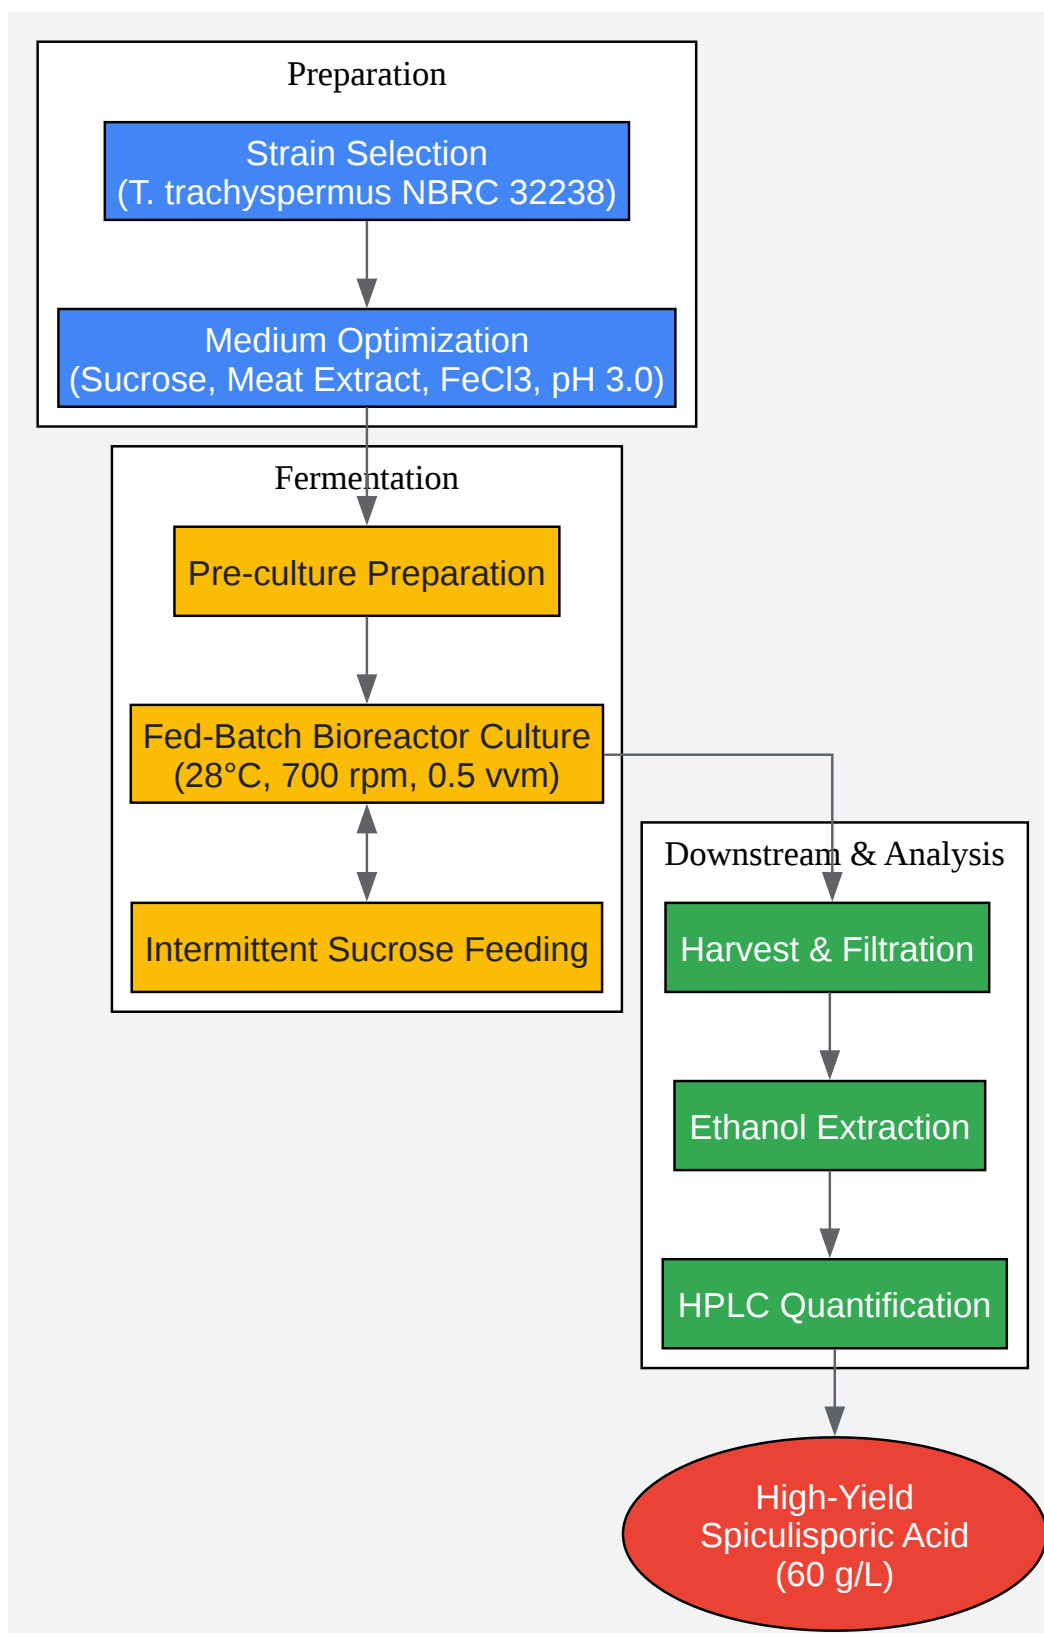 Preparation
Strain Selection
(T. trachyspermus NBRC 32238)
Medium Optimization
(Sucrose, Meat Extract, FeCl3, pH 3.0)
Fermentation
Pre-culture Preparation
Fed-Batch Bioreactor Culture
(28°C, 700 rpm, 0.5 vvm)
Intermittent Sucrose Feeding
Downstream & Analysis
Harvest & Filtration
Ethanol Extraction
HPLC Quantification
High-Yield
Spiculisporic Acid
(60 g/L)